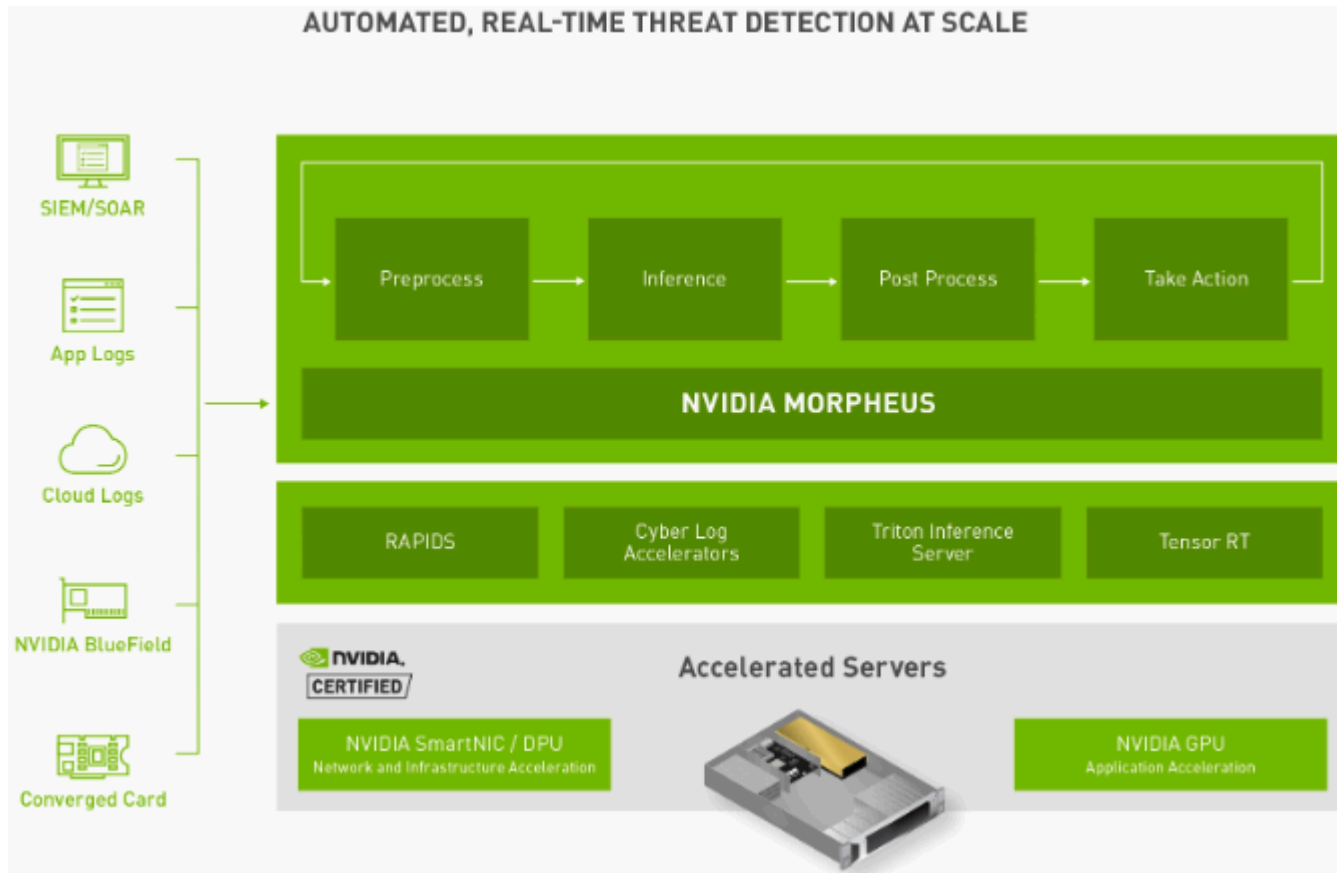 AUTOMATED, REAL-TIME THREAT DETECTION AT SCALE
SIEM/SOAR
App Logs
Cloud Logs
NVIDIA BlueField
Converged Card
Preprocess
Inference
Post Process
Take Action
NVIDIA MORPHEUS
RAPIDS
Cyber Log
Accelerators
Triton Inference
Server
Tensor RT
NVIDIA.
CERTIFIED
Accelerated Servers
NVIDIA SmartNIC / DPU
Network and Infrastructure Acceleration
NVIDIA GPU
Application Acceleration